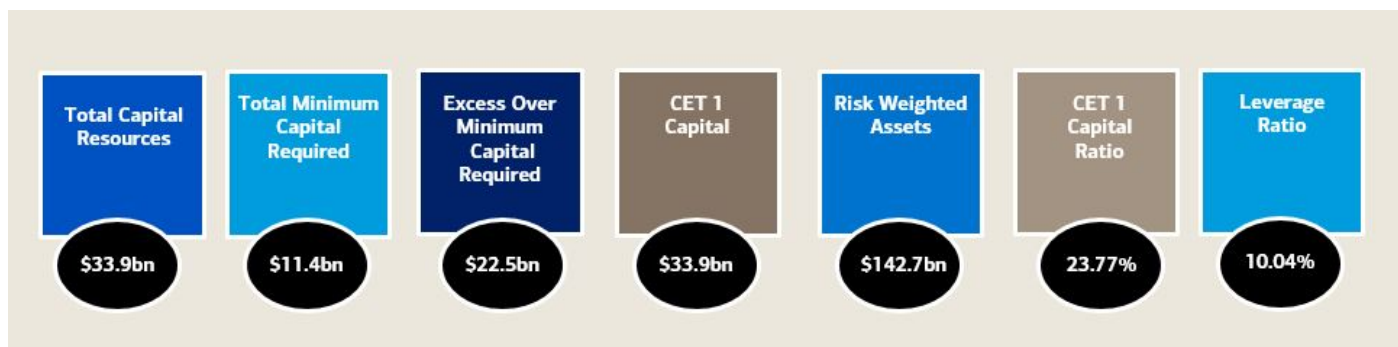 Total Capital
Resources
$33.9bn
Total Minimum
Capital
Required
$11.4bn
Excess Over
Minimum
Capital
Required
$22.5bn
CET 1
Capital
$33.9bn
Risk Weighted
Assets
$142.7bn
CET 1
Capital
Ratio
23.77%
Leverage
Ratio
10.04%